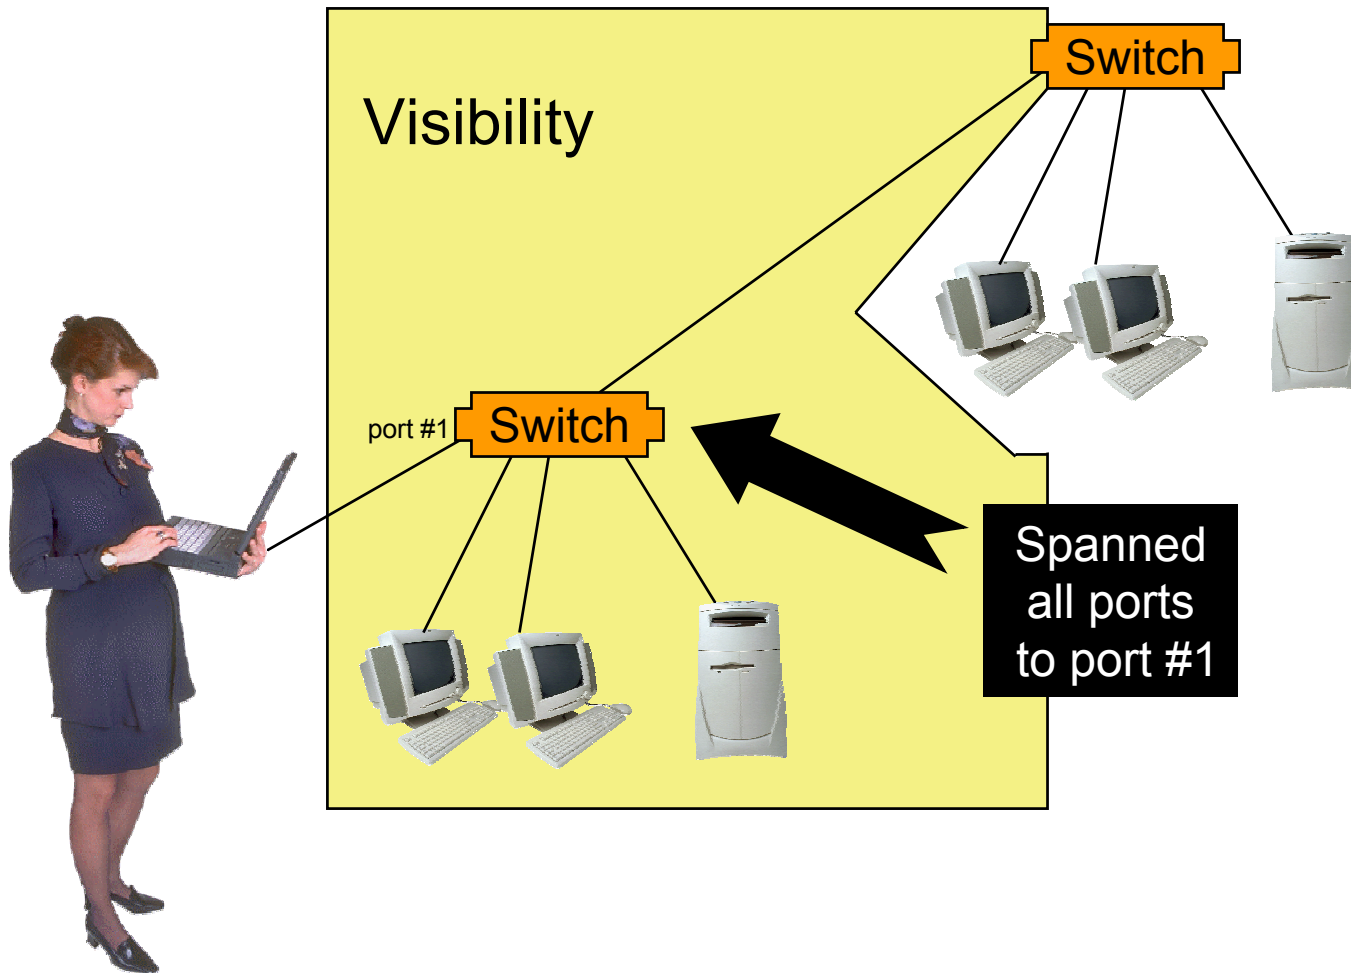 Switch
Visibility
port #1
Switch
Spanned
all ports
to port #1